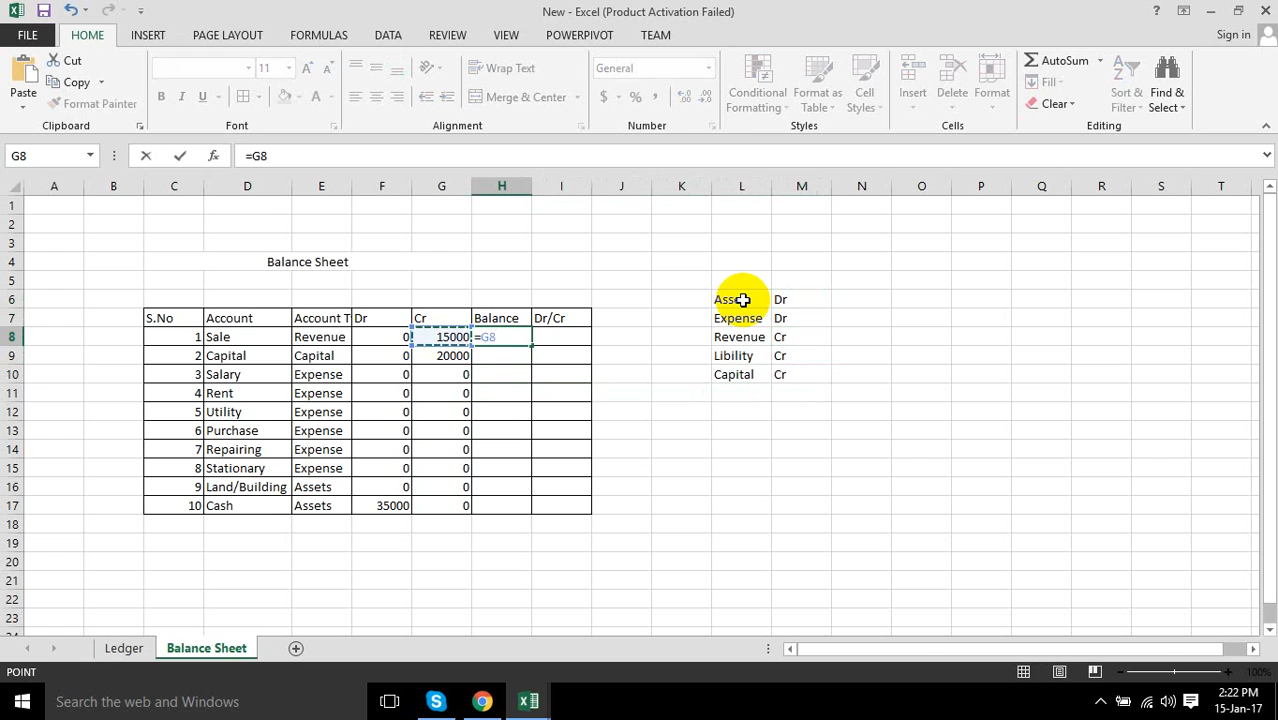 New - Excel (Product Activation Failed)
FILE HOME INSERT PAGE LAYOUT FORMULAS DATA REVIEW VIEW POWERPIVOT TEAM Sign in
Paste Cut Copy Format Painter
11
Wrap Text
Merge & Center
General
$ % ,
Conditional Formatting
Format as Table
Cell Styles
Insert Delete Format
AutoSum
Fill
Clear
Sort & Filter
Find & Select
Clipboard Font Alignment Number Styles Cells Editing
G8 fx =G8
A B C D E F G H I J K L M N O P Q R S T
1
2
3
4 Balance Sheet
5
6 Dr
7 S.No Account Account T Dr Cr Balance Dr/Cr Expense Dr
8 1 Sale Revenue 0 15000 =G8 Revenue Cr
9 2 Capital Capital 0 20000 Libility Cr
10 3 Salary Expense 0 0 Capital Cr
11 4 Rent Expense 0 0
12 5 Utility Expense 0 0
13 6 Purchase Expense 0 0
14 7 Repairing Expense 0 0
15 8 Stationary Expense 0 0
16 9 Land/Building Assets 0 0
17 10 Cash Assets 35000 0
18
19
20
21
22
23
Ledger Balance Sheet
POINT 100%
Search the web and Windows
2:22 PM
15-Jan-17